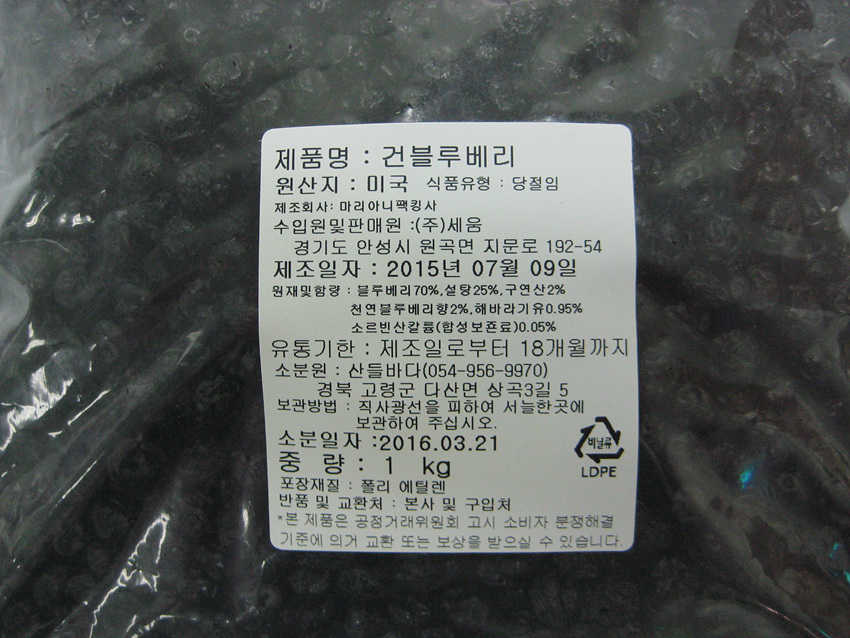 제품명 : 건블루베리
원산지 : 미국 식품유형 : 당절임
제조회사: 마리아니팩킹사
수입원및판매원 :(주)세움
경기도 안성시 원곡면 지문로 192-54
제조일자 : 2015년 07월 09일
원재및함량 : 블루베리70%,설탕25%,구연산2%
천연블루베리향2%,해바라기유0.95%
소르빈산칼륨(합성보죤료)0.05%
유통기한 : 제조일로부터 18개월까지
소분원 : 산들바다(054-956-9970)
경북 고령군 다산면 상곡3길 5
보관방법 : 직사광선을 피하여 서늘한곳에
보관하여 주십시오.
소분일자 :2016.03.21
중 량 : 1 kg
비닐류
LDPE
포장재질 : 폴리 에틸렌
반품 및 교환처 : 본사 및 구입처
*본 제품은 공정거래위원회 고시 소비자 분쟁해결
기준에 의거 교환 또는 보상을 받으실 수 있습니다.